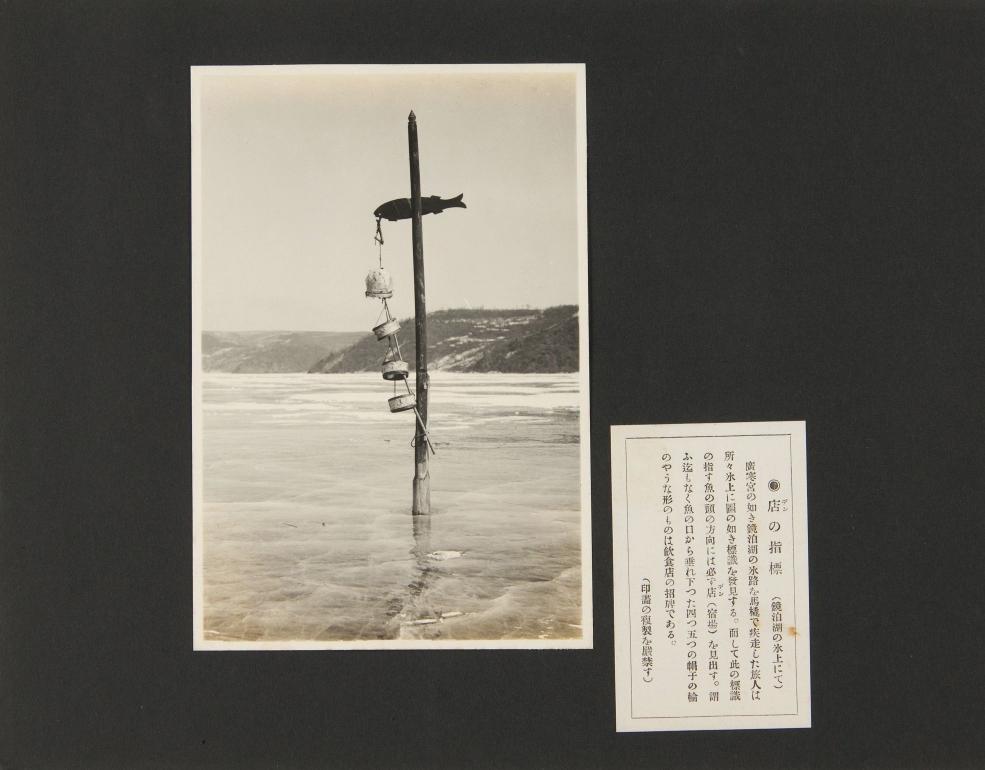 ●店の指標 (鏡泊湖の氷上にて)
デン
廣寒宮の如き鏡泊湖の氷路を馬橇で疾走した旅人は
所々氷上に圖の如き標識を發見する。而して此の標識
の指す魚の頭の方向には必ず店(宿場)を見出す。謂
デン
ふ迄もなく魚の口から垂れ下つた四つ五つの帽子の輪
のやうな形のものは飲食店の招牌である。
(印畫の複製を嚴禁す)